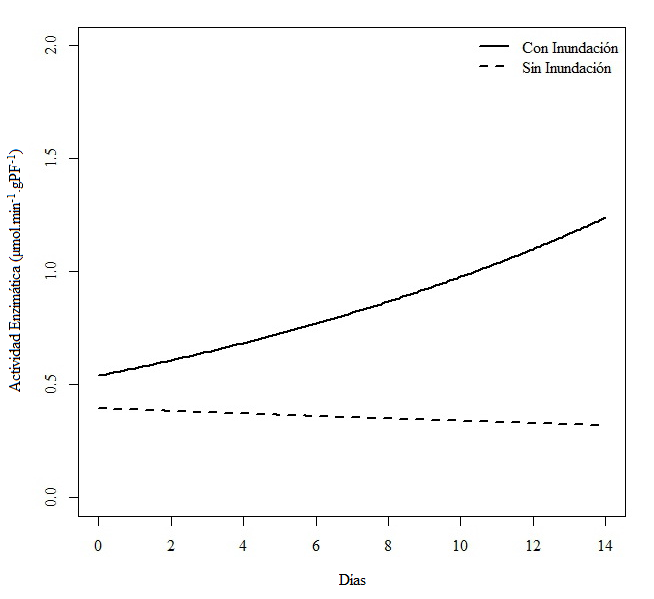 Con Inundación
Sin Inundación
2.0
1.5
1.0
0.5
0.0
Actividad Enzimática (µmol.min⁻¹.gPF⁻¹)
0 2 4 6 8 10 12 14
Días